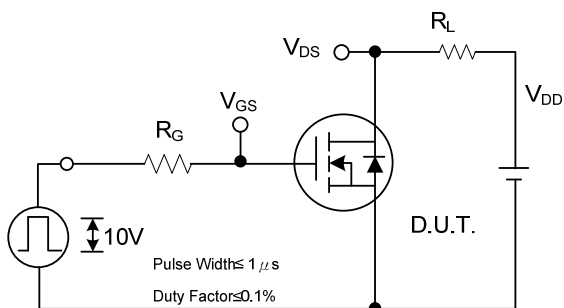 R_L
V_DS
V_DD
V_GS
R_G
D.U.T.
10V
Pulse Width≤ 1 μs
Duty Factor≤0.1%